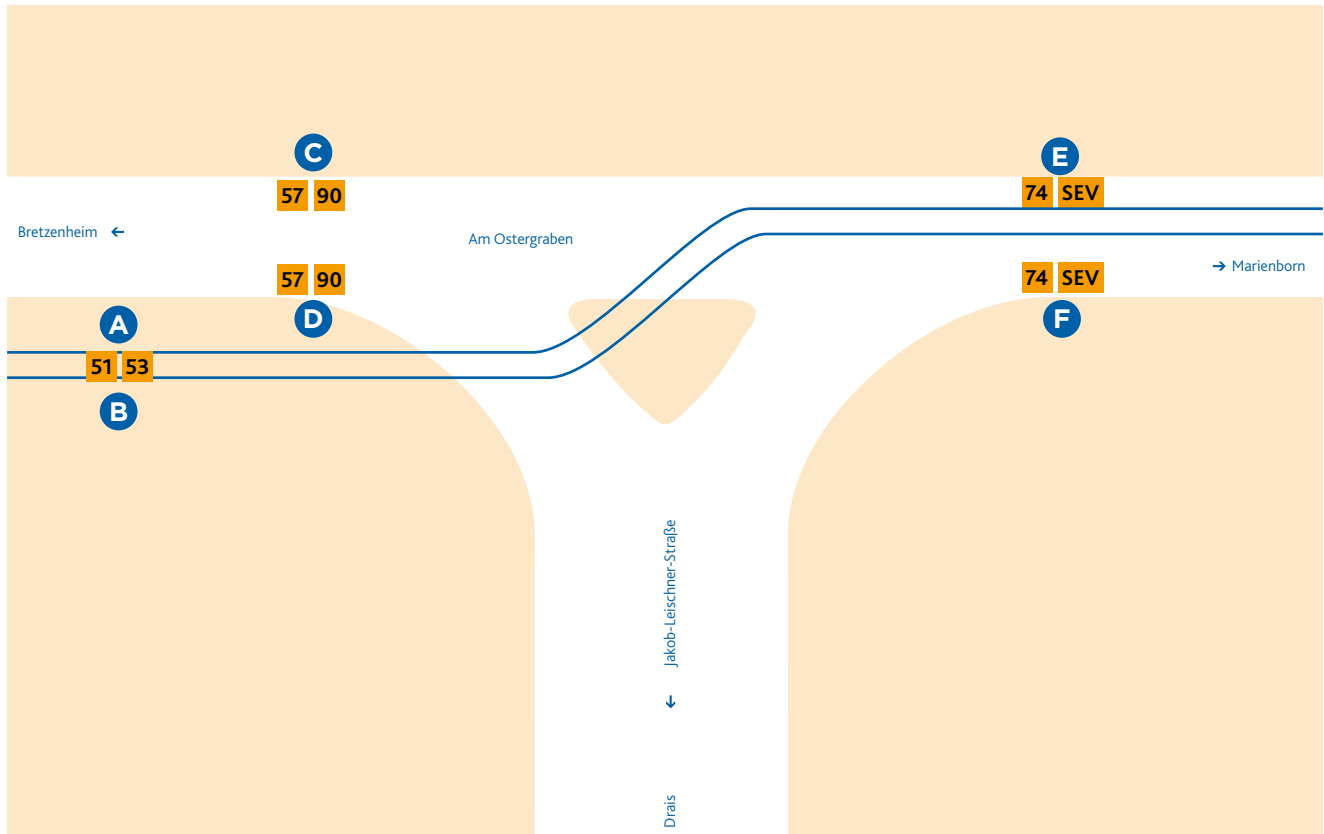 C
E
57 90
74 SEV
Bretzenheim ←
Am Ostergraben
→ Marienborn
57 90
74 SEV
A
D
F
51 53
B
Jakob-Leischner-Straße
←
Drais